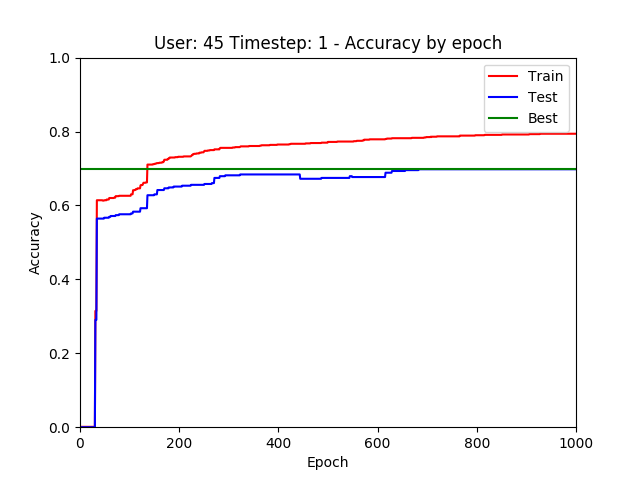 User: 45 Timestep: 1 - Accuracy by epoch
1.0
0.8
0.6
0.4
0.2
0.0
Accuracy
Train
Test
Best
0 200 400 600 800 1000
Epoch